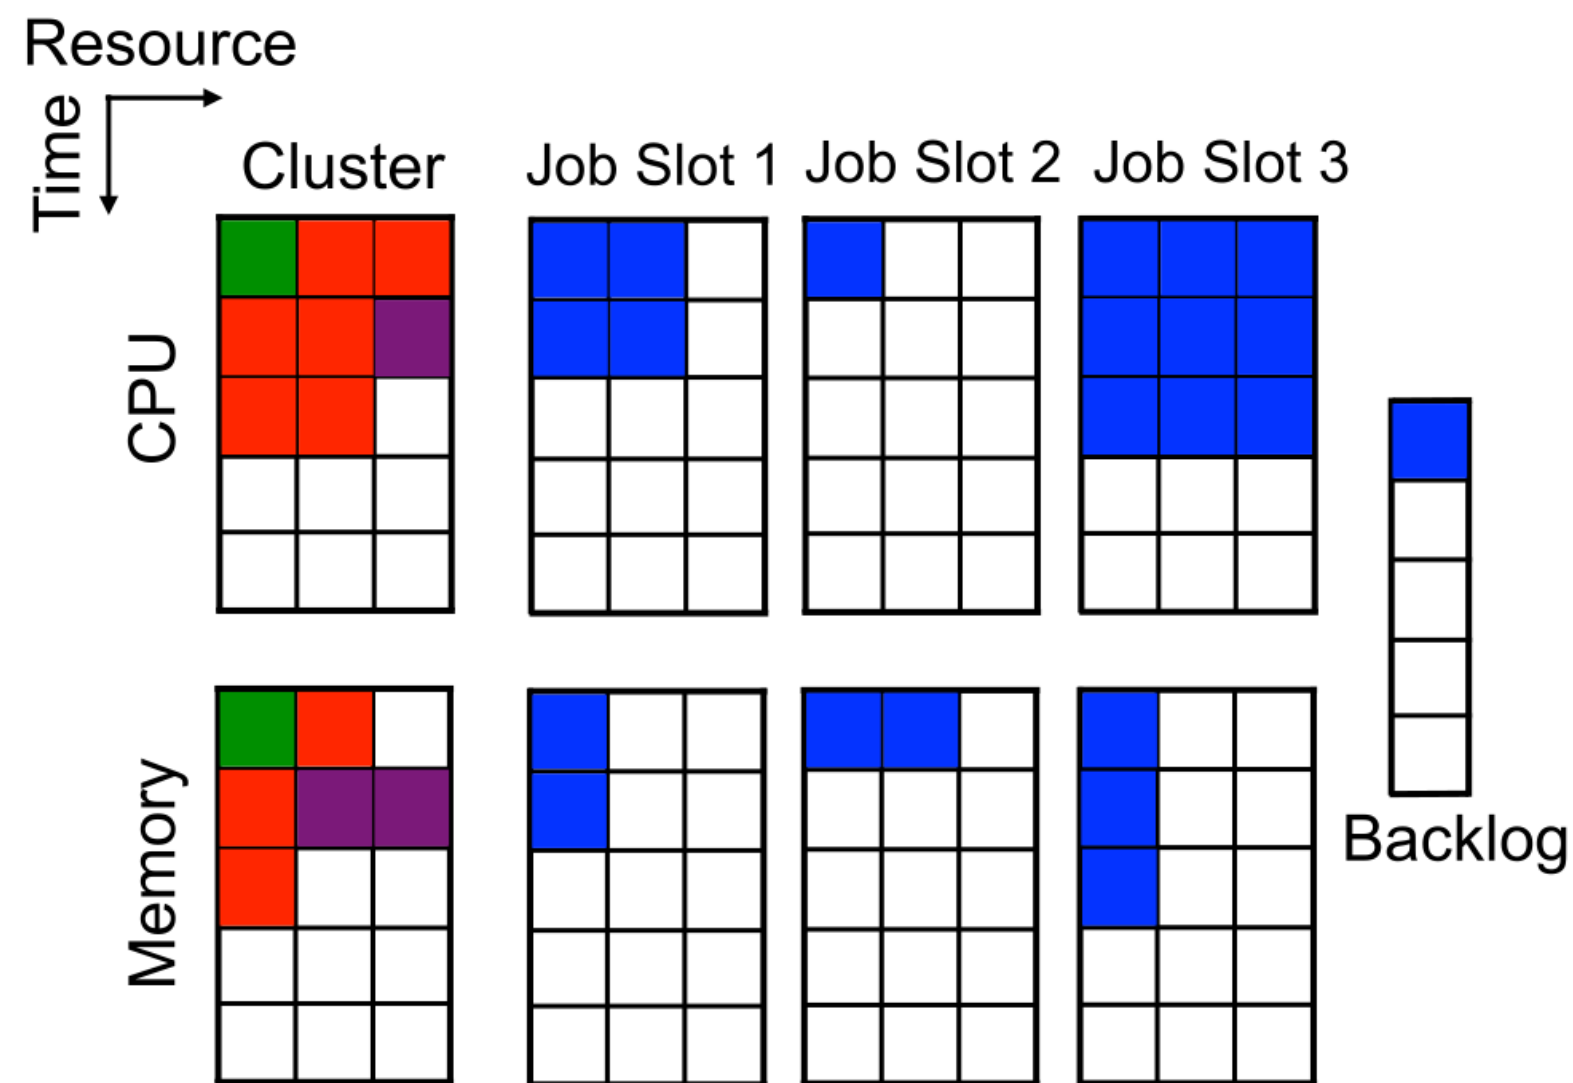 Resource
Time
Cluster
Job Slot 1
Job Slot 2
Job Slot 3
CPU
Memory
Backlog